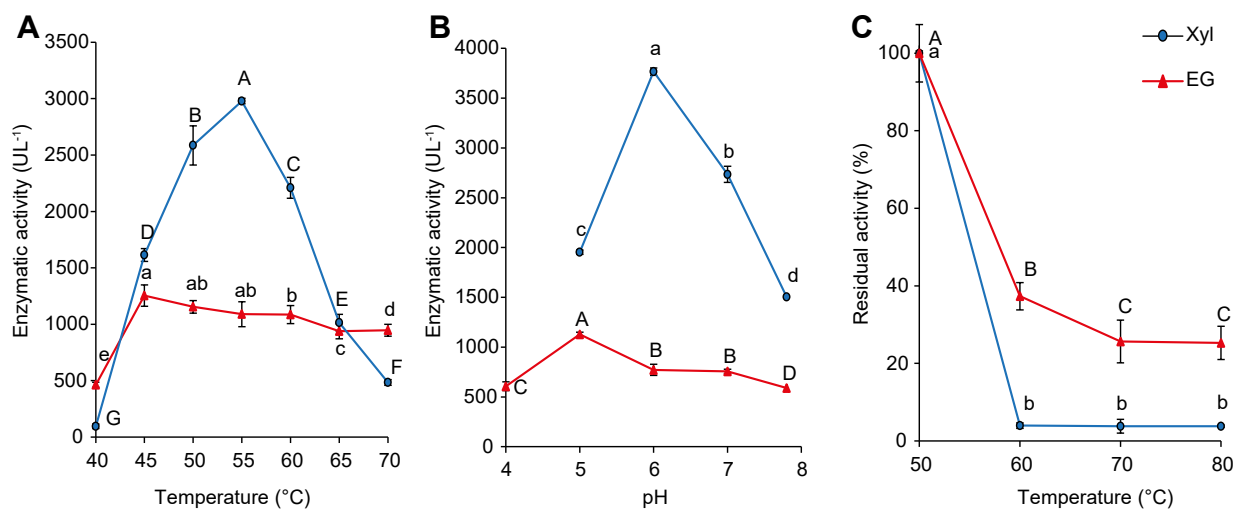 A
3500
3000
2500
2000
1500
1000
500
0
40 45 50 55 60 65 70
Temperature (°C)
Enzymatic activity (UL⁻¹)
G
D
B
A
C
E
F
e
a
ab
ab
b
c
d
B
4000
3500
3000
2500
2000
1500
1000
500
0
4 5 6 7 8
pH
Enzymatic activity (UL⁻¹)
c
a
b
d
C
A
B
B
D
C
100
80
60
40
20
0
50 60 70 80
Temperature (°C)
Residual activity (%)
A
a
B
C
C
b
b
b
Xyl
EG